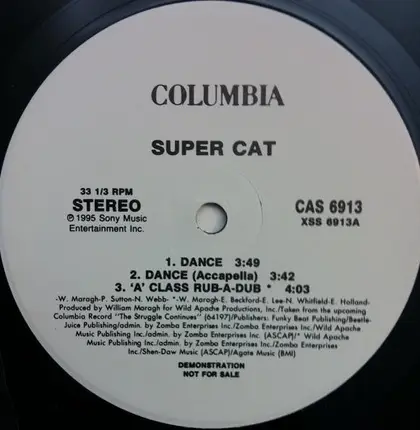 COLUMBIA
SUPER CAT
33 1/3 RPM
STEREO
℗ 1995 Sony Music
Entertainment Inc.
CAS 6913
XSS 6913A
1. DANCE 3:49
2. DANCE (Accapella) 3:42
3. 'A' CLASS RUB-A-DUB * 4:03
-W. Maragh-P. Sutton-N. Webb- *-W. Maragh-E. Beckford-E. Lee-N. Whitfield-E. Holland-
Produced by William Maragh for Wild Apache Productions, Inc./Taken from the upcoming
Columbia Record "The Struggle Continues" (64197)/Publishers: Funky Beat Publishing/Beetle-
Juice Publishing/admin. by Zomba Enterprises Inc./Zomba Enterprises Inc./Wild Apache
Music Publishing Inc./admin. by Zomba Enterprises Inc. (ASCAP)/* Wild Apache
Music Publishing Inc./admin. by Zomba Enterprises Inc./Zomba Enterprises
Inc./Shen-Daw Music (ASCAP)/Agate Music (BMI)
DEMONSTRATION
NOT FOR SALE